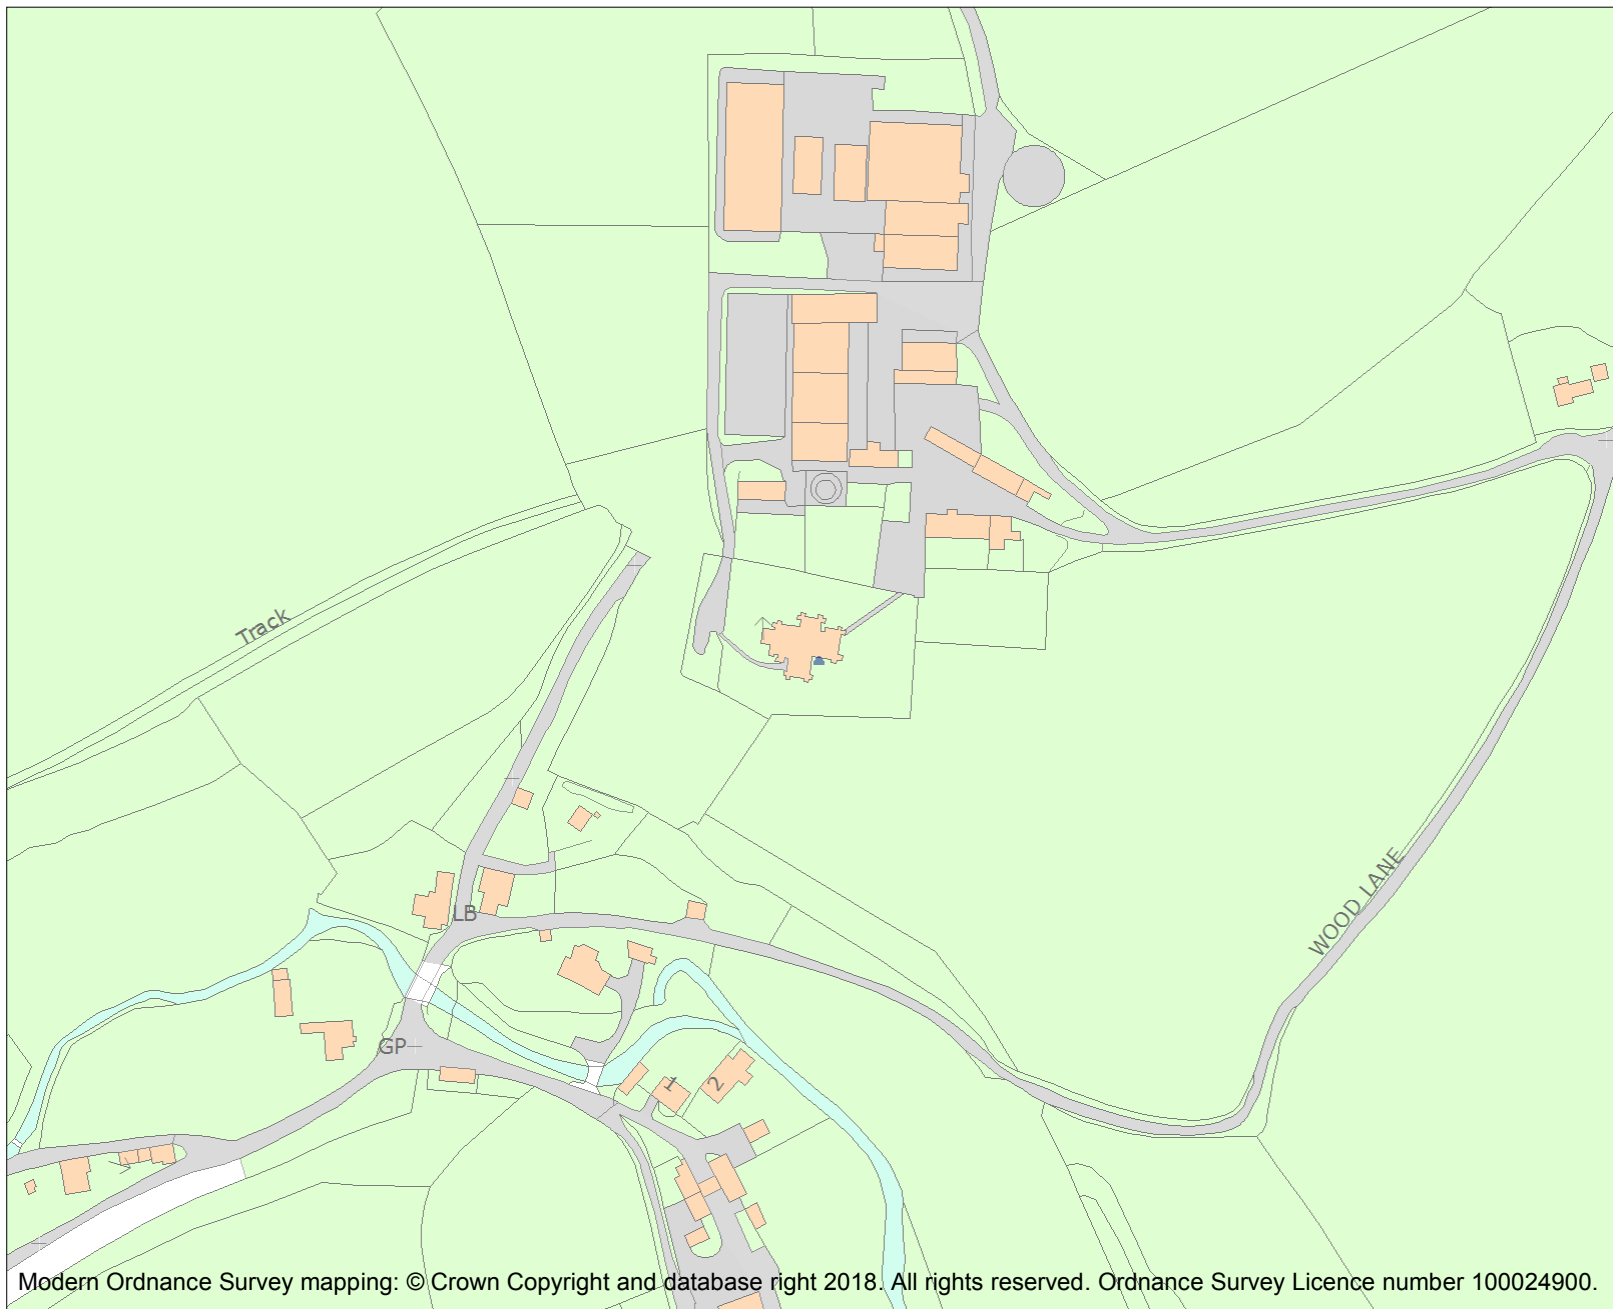 Track
WOOD LANE
LB
GP
1
2
Modern Ordnance Survey mapping: © Crown Copyright and database right 2018. All rights reserved. Ordnance Survey Licence number 100024900.